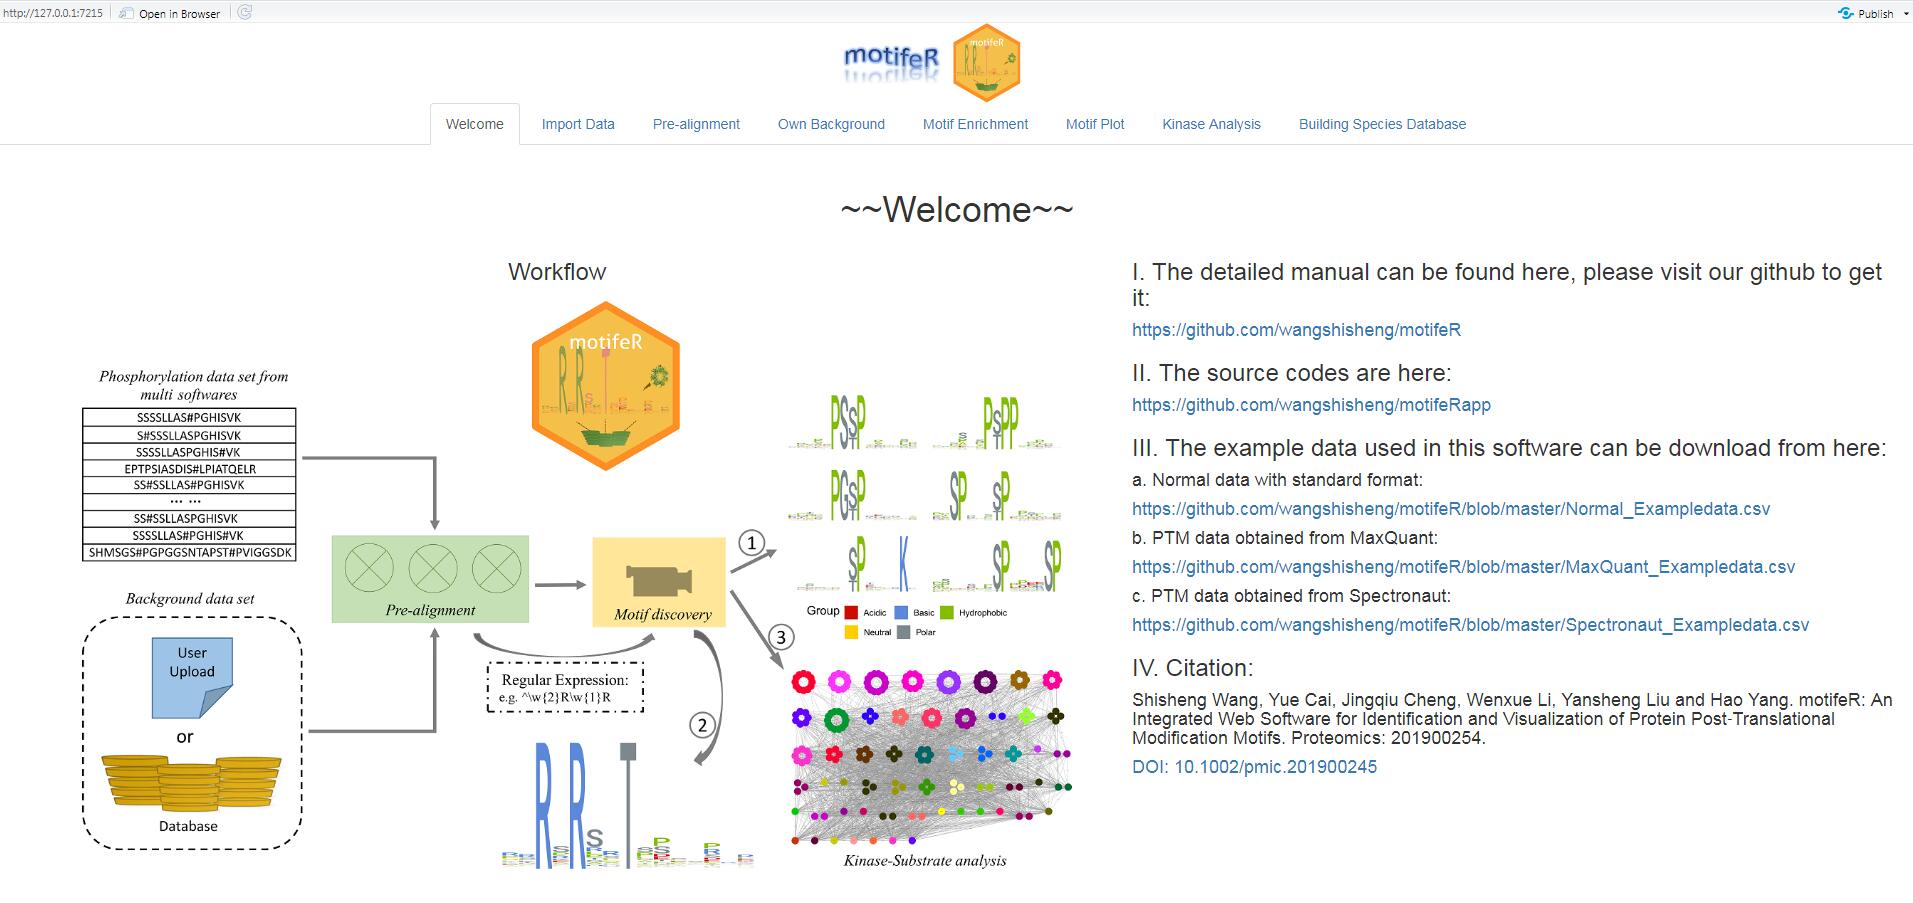 http://127.0.0.1:7215
Open in Browser
Publish
motifeR
motifeR
Welcome
Import Data
Pre-alignment
Own Background
Motif Enrichment
Motif Plot
Kinase Analysis
Building Species Database
~~Welcome~~
Workflow
motifeR
Phosphorylation data set from
multi softwares
SSSSLLAS#PGHISVK
S#SSLLASPGHISVK
SSSSLLASPGHIS#VK
EPTPSIASDIS#LPIATQELR
SS#SSLLAS#PGHISVK
... ...
SS#SSLLASPGHISVK
SSSSLLAS#PGHIS#VK
SHMSGS#PGPGGSNTAPST#PVIGGSDK
Background data set
User
Upload
or
Database
Pre-alignment
Motif discovery
Regular Expression:
e.g. ^\w{2}R\w{1}R
1
2
3
PSsP
PsPP
PGsP
SP sP
sP K
sP SP
Group
Acidic
Basic
Hydrophobic
Neutral
Polar
R RS
Kinase-Substrate analysis
I. The detailed manual can be found here, please visit our github to get
it:
https://github.com/wangshisheng/motifeR
II. The source codes are here:
https://github.com/wangshisheng/motifeRapp
III. The example data used in this software can be download from here:
a. Normal data with standard format:
https://github.com/wangshisheng/motifeR/blob/master/Normal_Exampledata.csv
b. PTM data obtained from MaxQuant:
https://github.com/wangshisheng/motifeR/blob/master/MaxQuant_Exampledata.csv
c. PTM data obtained from Spectronaut:
https://github.com/wangshisheng/motifeR/blob/master/Spectronaut_Exampledata.csv
IV. Citation:
Shisheng Wang, Yue Cai, Jingqiu Cheng, Wenxue Li, Yansheng Liu and Hao Yang. motifeR: An
Integrated Web Software for Identification and Visualization of Protein Post-Translational
Modification Motifs. Proteomics: 201900254.
DOI: 10.1002/pmic.201900245